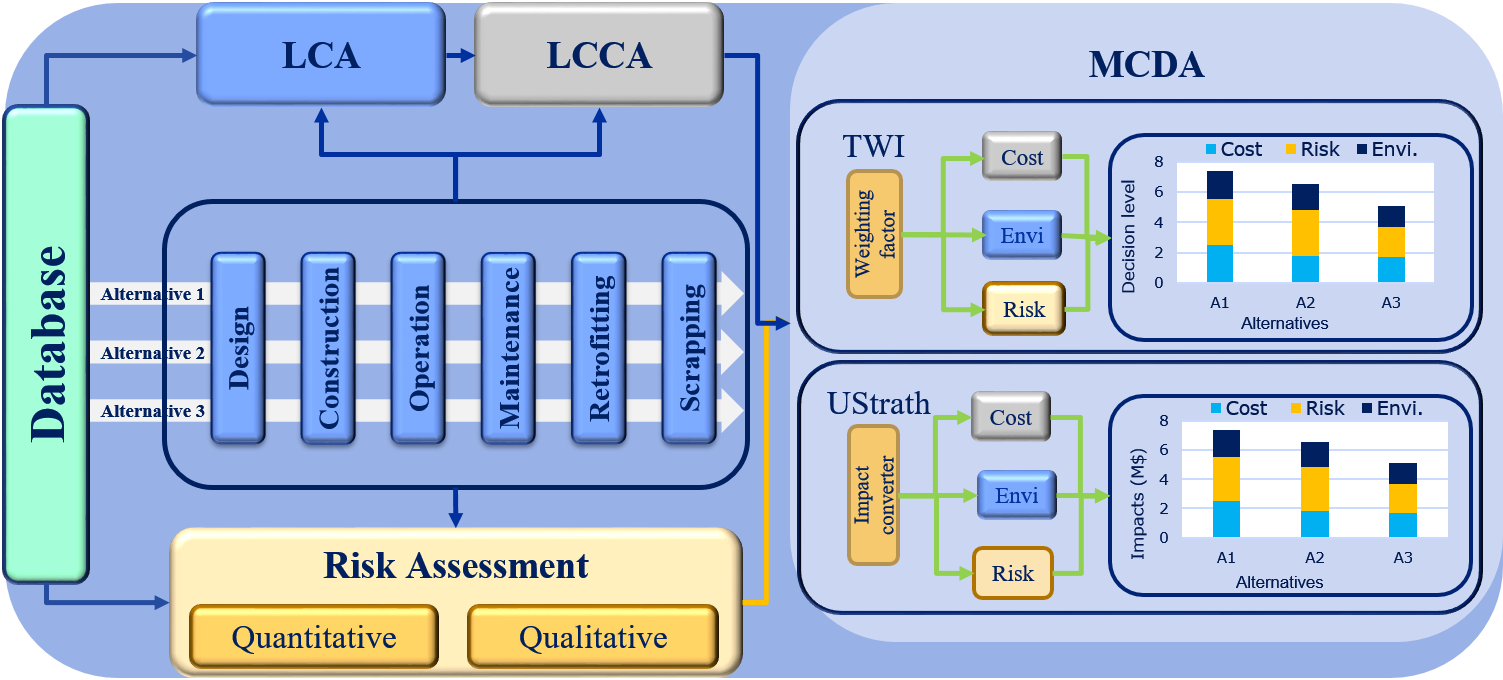 LCA
LCCA
MCDA
Database
Alternative 1
Alternative 2
Alternative 3
Design
Construction
Operation
Maintenance
Retrofitting
Scrapping
Risk Assessment
Quantitative
Qualitative
TWI
Weighting
factor
Cost
Envi
Risk
Cost Risk Envi.
Decision level
8
6
4
2
0
A1 A2 A3
Alternatives
UStrath
Impact
converter
Cost
Envi
Risk
Cost Risk Envi.
Impacts (M$)
8
6
4
2
0
A1 A2 A3
Alternatives